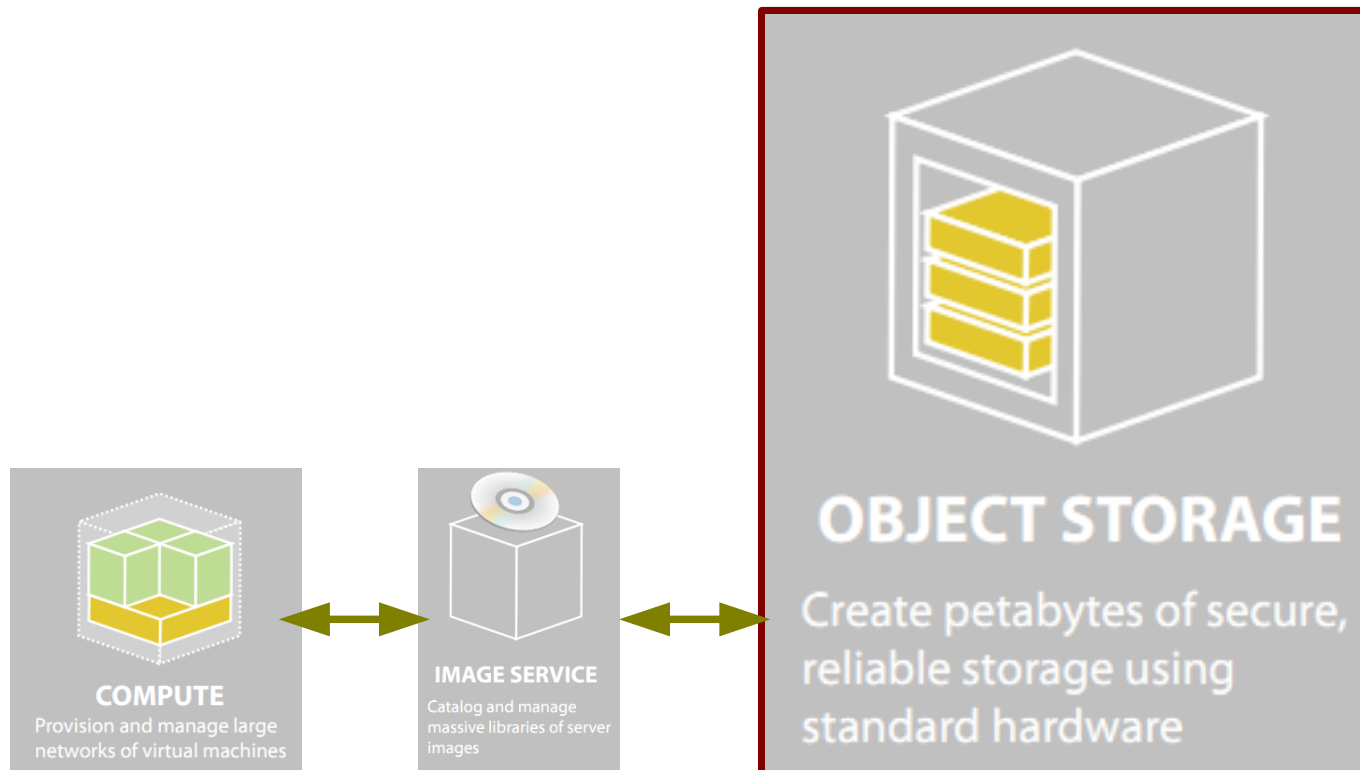 COMPUTE
Provision and manage large
networks of virtual machines
IMAGE SERVICE
Catalog and manage
massive libraries of server
images
OBJECT STORAGE
Create petabytes of secure,
reliable storage using
standard hardware